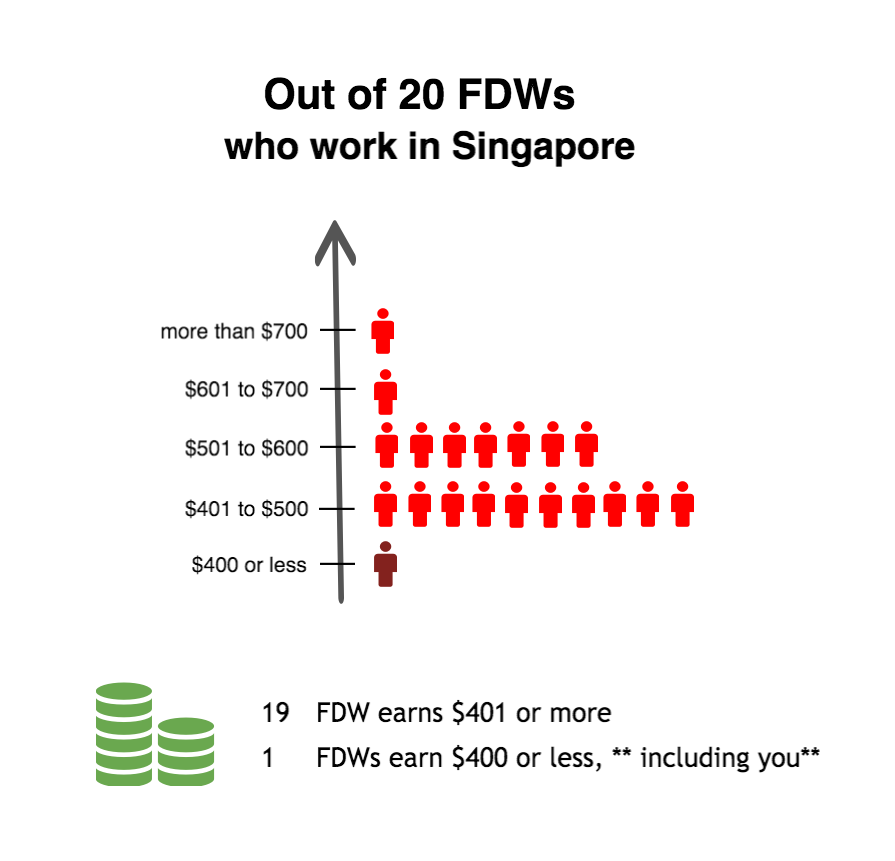 Out of 20 FDWs
who work in Singapore
more than $700
$601 to $700
$501 to $600
$401 to $500
$400 or less
19 FDW earns $401 or more
1 FDWs earn $400 or less, ** including you**